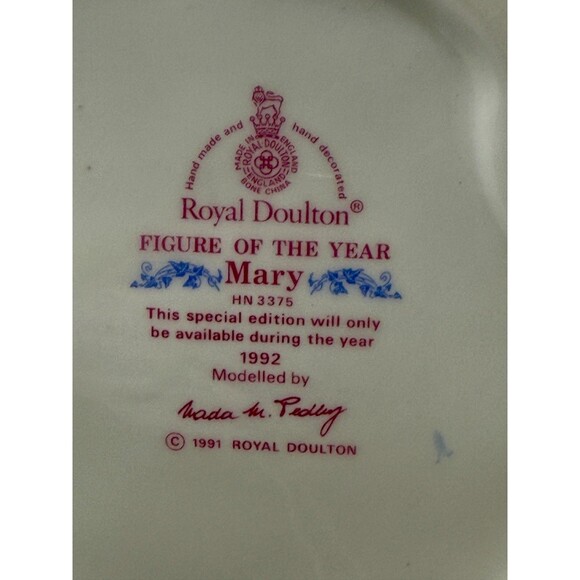 Hand made and hand decorated
MADE IN ENGLAND
ROYAL-DOULTON
ENGLAND
BONE CHINA
Royal Doulton®
FIGURE OF THE YEAR
Mary
HN 3375
This special edition will only
be available during the year
1992
Modelled by
Nada M. Pedley
© 1991 ROYAL DOULTON